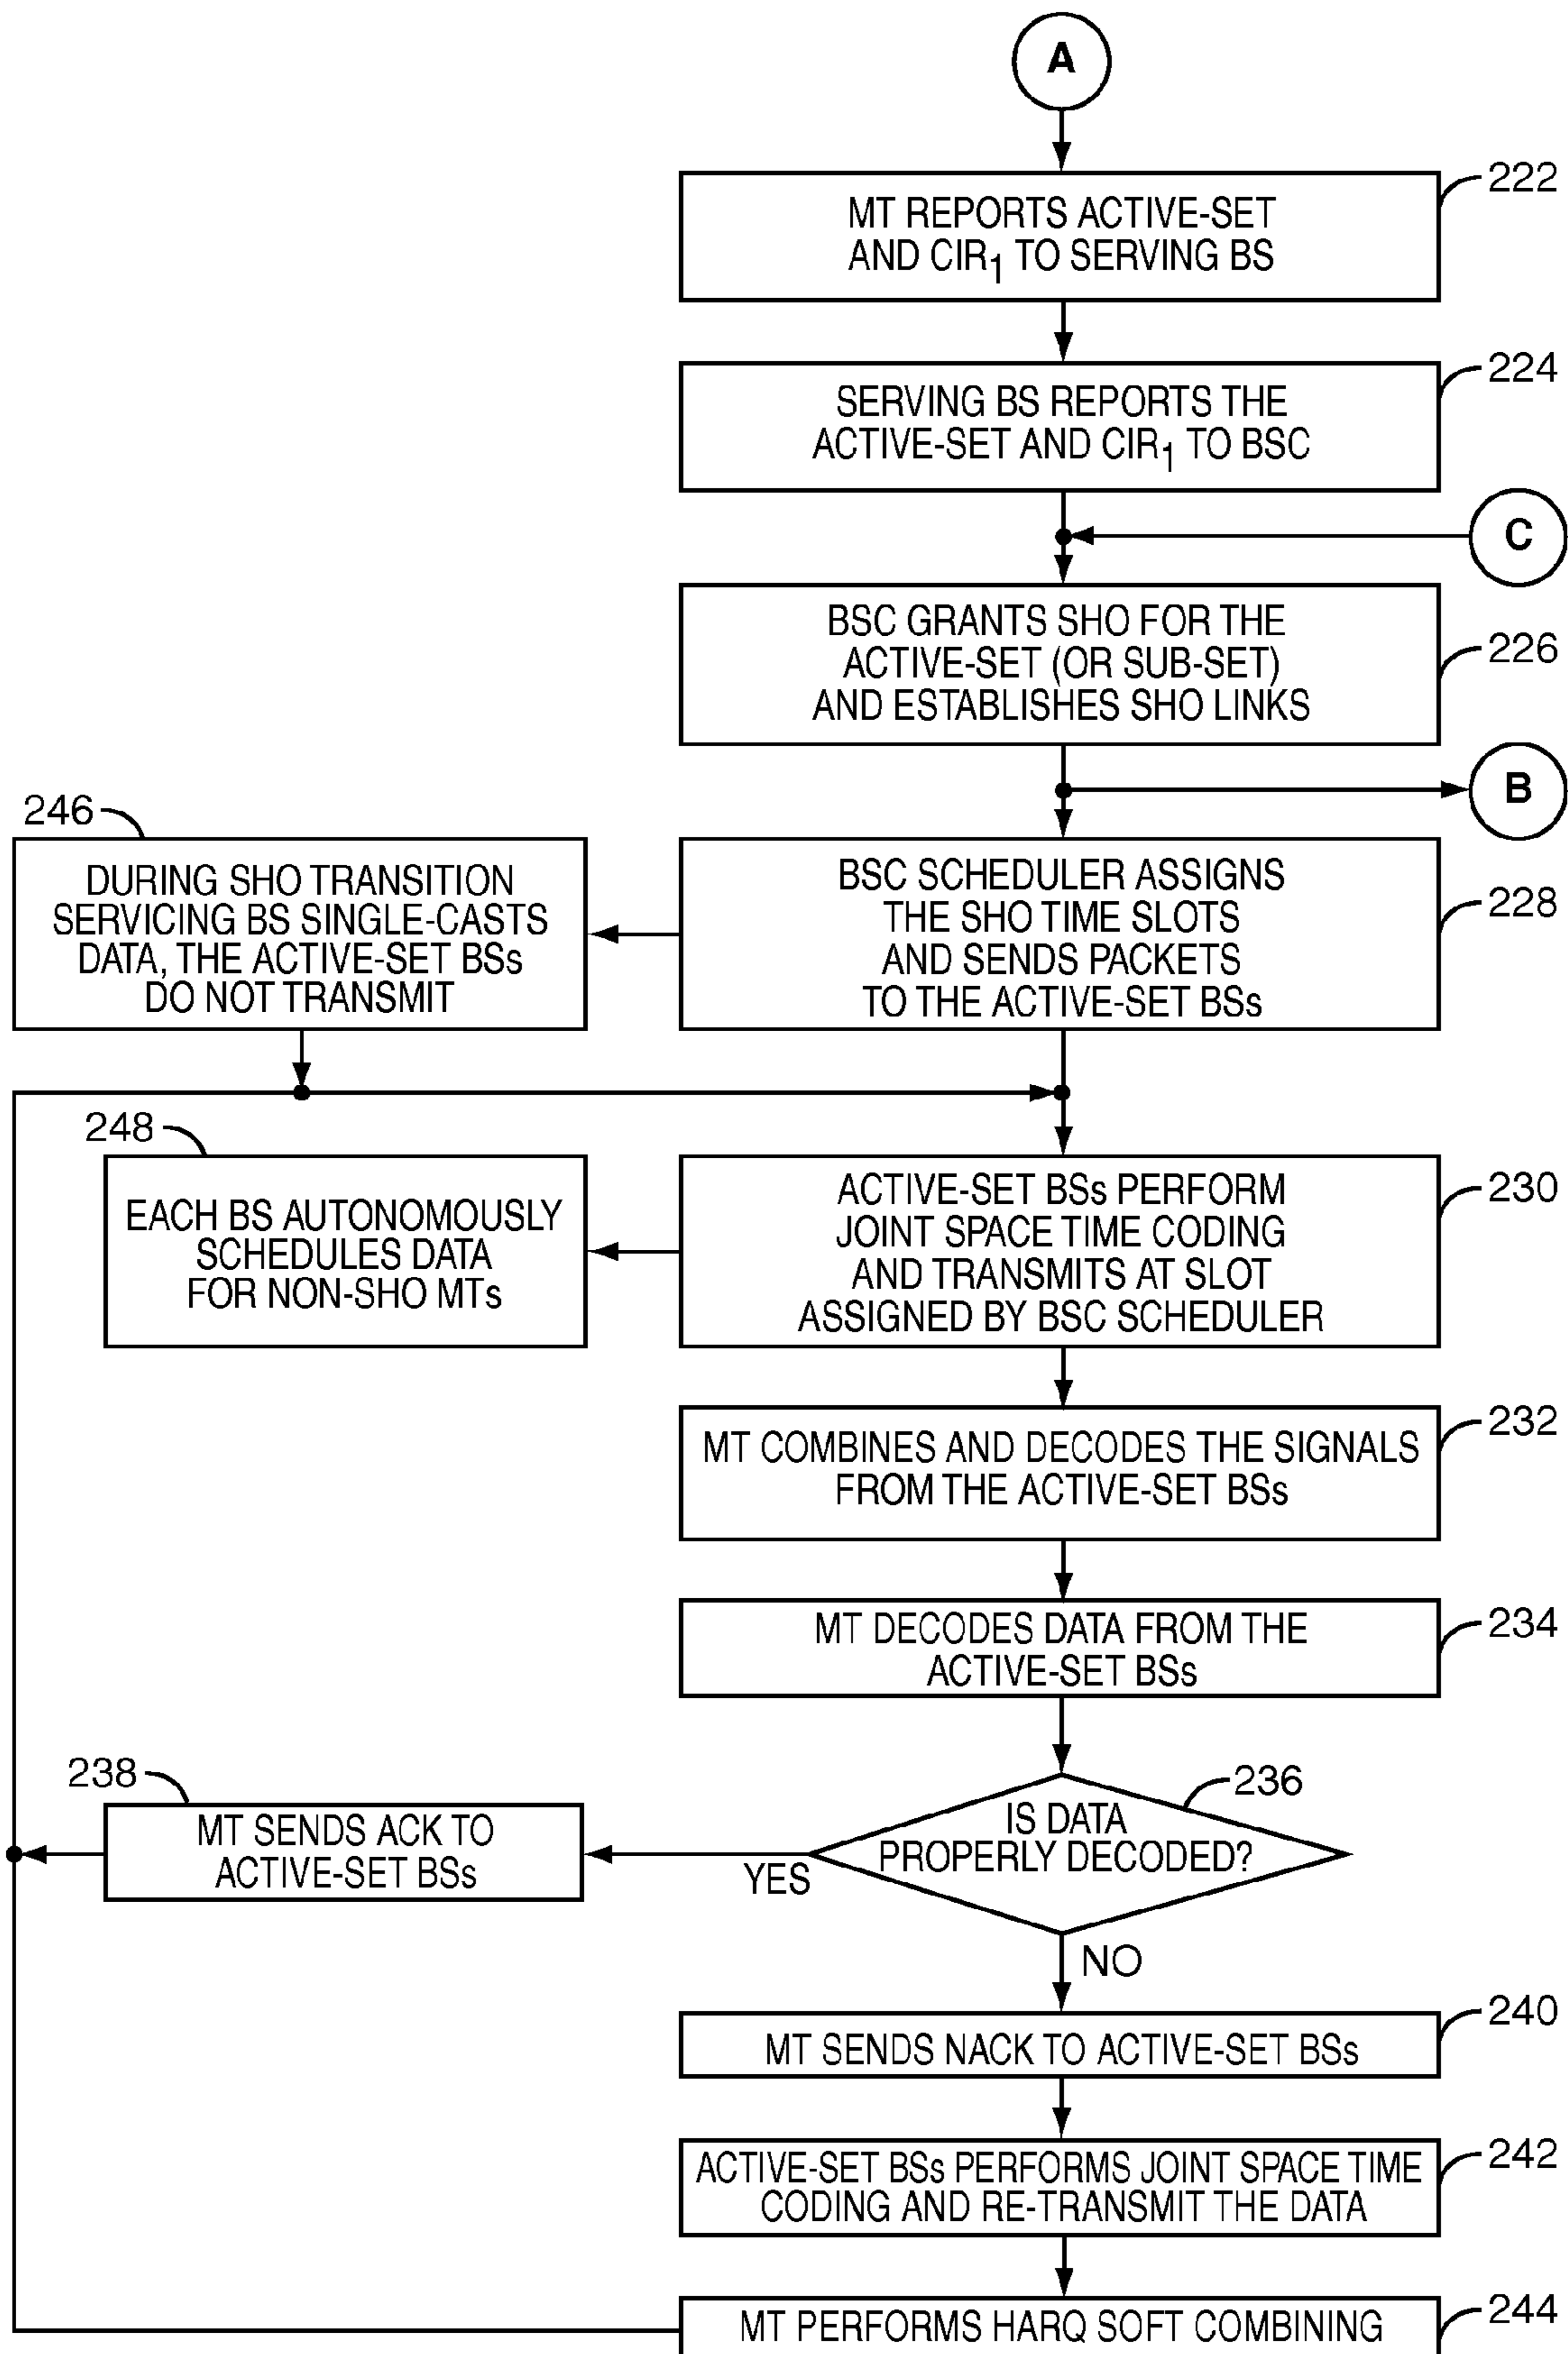 A
222
MT REPORTS ACTIVE-SET
AND CIR1 TO SERVING BS
224
SERVING BS REPORTS THE
ACTIVE-SET AND CIR1 TO BSC
C
BSC GRANTS SHO FOR THE
ACTIVE-SET (OR SUB-SET)
AND ESTABLISHES SHO LINKS
226
B
246
DURING SHO TRANSITION
SERVICING BS SINGLE-CASTS
DATA, THE ACTIVE-SET BSs
DO NOT TRANSMIT
BSC SCHEDULER ASSIGNS
THE SHO TIME SLOTS
AND SENDS PACKETS
TO THE ACTIVE-SET BSs
228
248
EACH BS AUTONOMOUSLY
SCHEDULES DATA
FOR NON-SHO MTs
ACTIVE-SET BSs PERFORM
JOINT SPACE TIME CODING
AND TRANSMITS AT SLOT
ASSIGNED BY BSC SCHEDULER
230
232
MT COMBINES AND DECODES THE SIGNALS
FROM THE ACTIVE-SET BSs
234
MT DECODES DATA FROM THE
ACTIVE-SET BSs
236
IS DATA
PROPERLY DECODED?
238
MT SENDS ACK TO
ACTIVE-SET BSs
YES
NO
240
MT SENDS NACK TO ACTIVE-SET BSs
242
ACTIVE-SET BSs PERFORMS JOINT SPACE TIME
CODING AND RE-TRANSMIT THE DATA
244
MT PERFORMS HARQ SOFT COMBINING